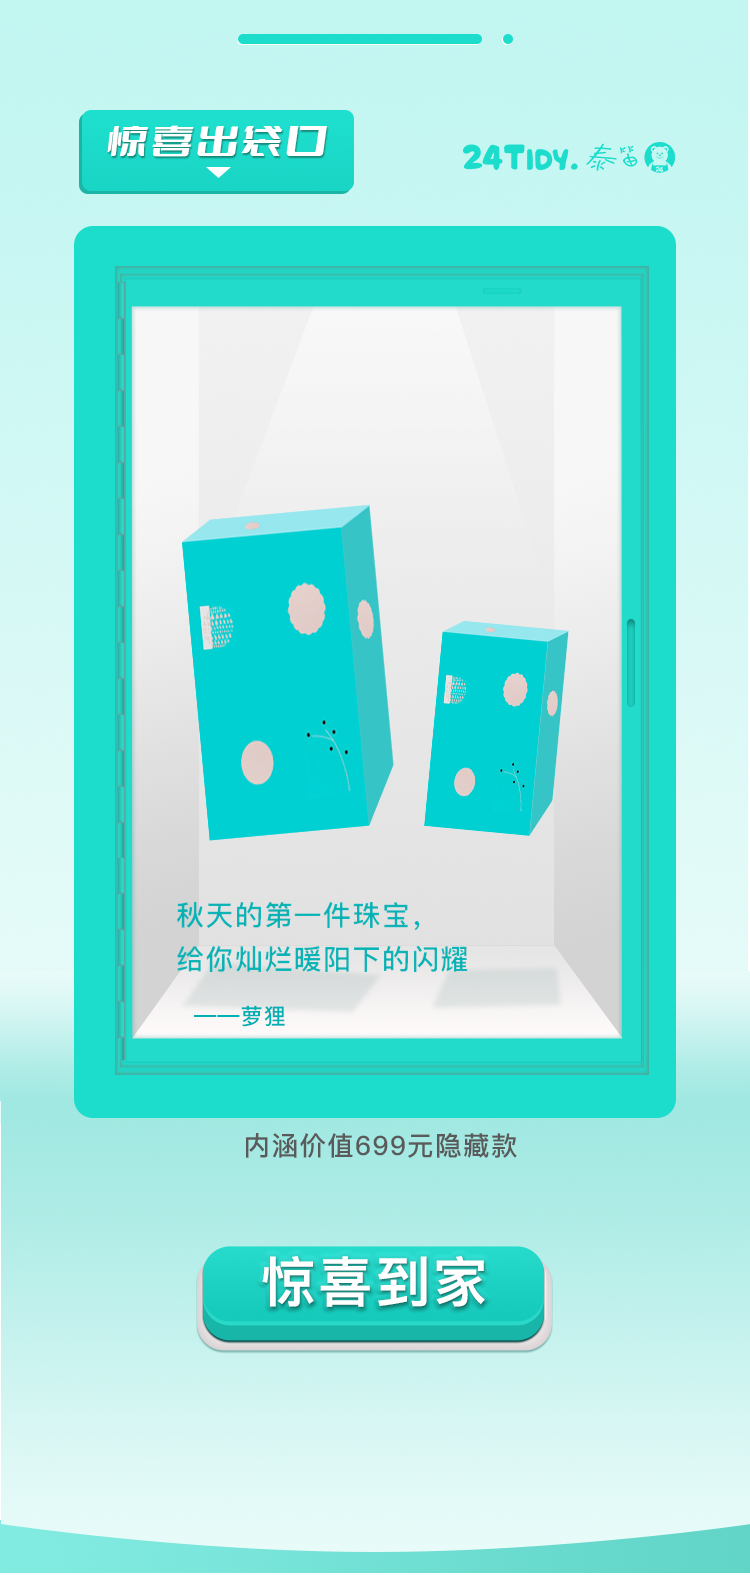 惊喜出袋口
24TIDY. 泰笛
秋天的第一件珠宝，
给你灿烂暖阳下的闪耀
——萝狸
内涵价值699元隐藏款
惊喜到家